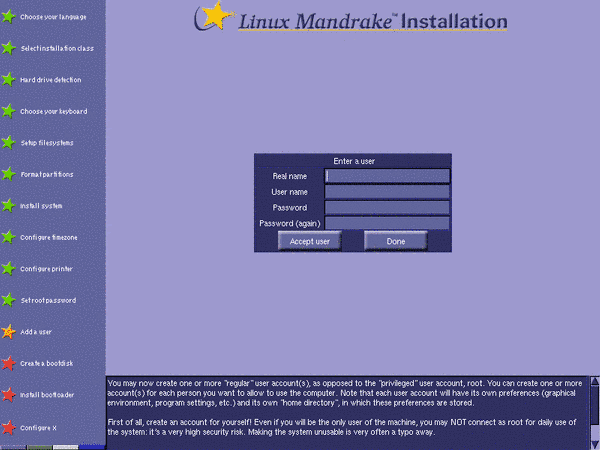 Linux Mandrake™ Installation
Choose your language
Select installation class
Hard drive detection
Choose your keyboard
Setup filesystems
Format partitions
Install system
Configure timezone
Configure printer
Set root password
Add a user
Create a bootdisk
Install bootloader
Configure X
Enter a user
Real name
User name
Password
Password (again)
Accept user
Done
You may now create one or more "regular" user account(s), as opposed to the "privileged" user account, root. You can create one or more
account(s) for each person you want to allow to use the computer. Note that each user account will have its own preferences (graphical
environment, program settings, etc.) and its own "home directory", in which these preferences are stored.
First of all, create an account for yourself! Even if you will be the only user of the machine, you may NOT connect as root for daily use of
the system: it's a very high security risk. Making the system unusable is very often a typo away.